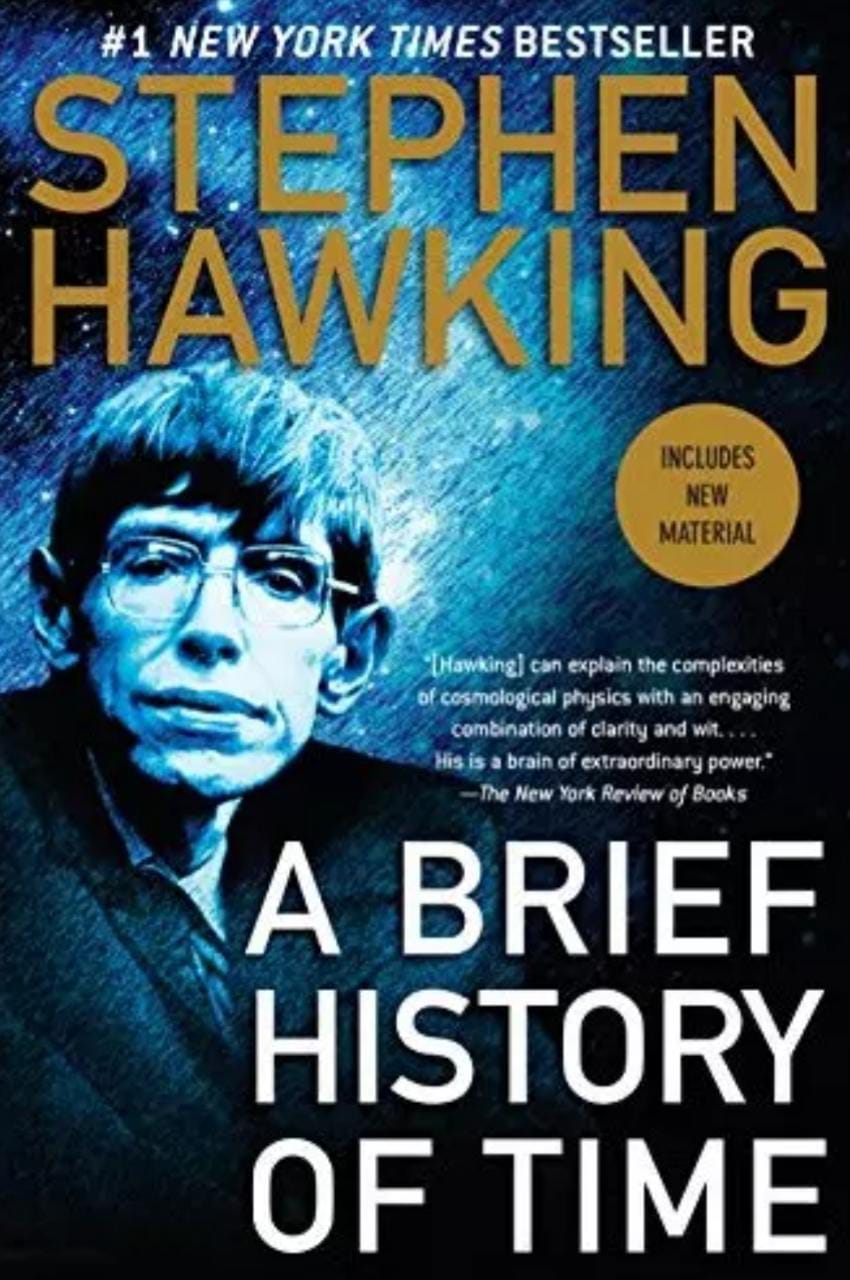 #1 NEW YORK TIMES BESTSELLER
STEPHEN
HAWKING
INCLUDES
NEW
MATERIAL
"[Hawking] can explain the complexities
of cosmological physics with an engaging
combination of clarity and wit. . . .
His is a brain of extraordinary power."
—The New York Review of Books
A BRIEF
HISTORY
OF TIME